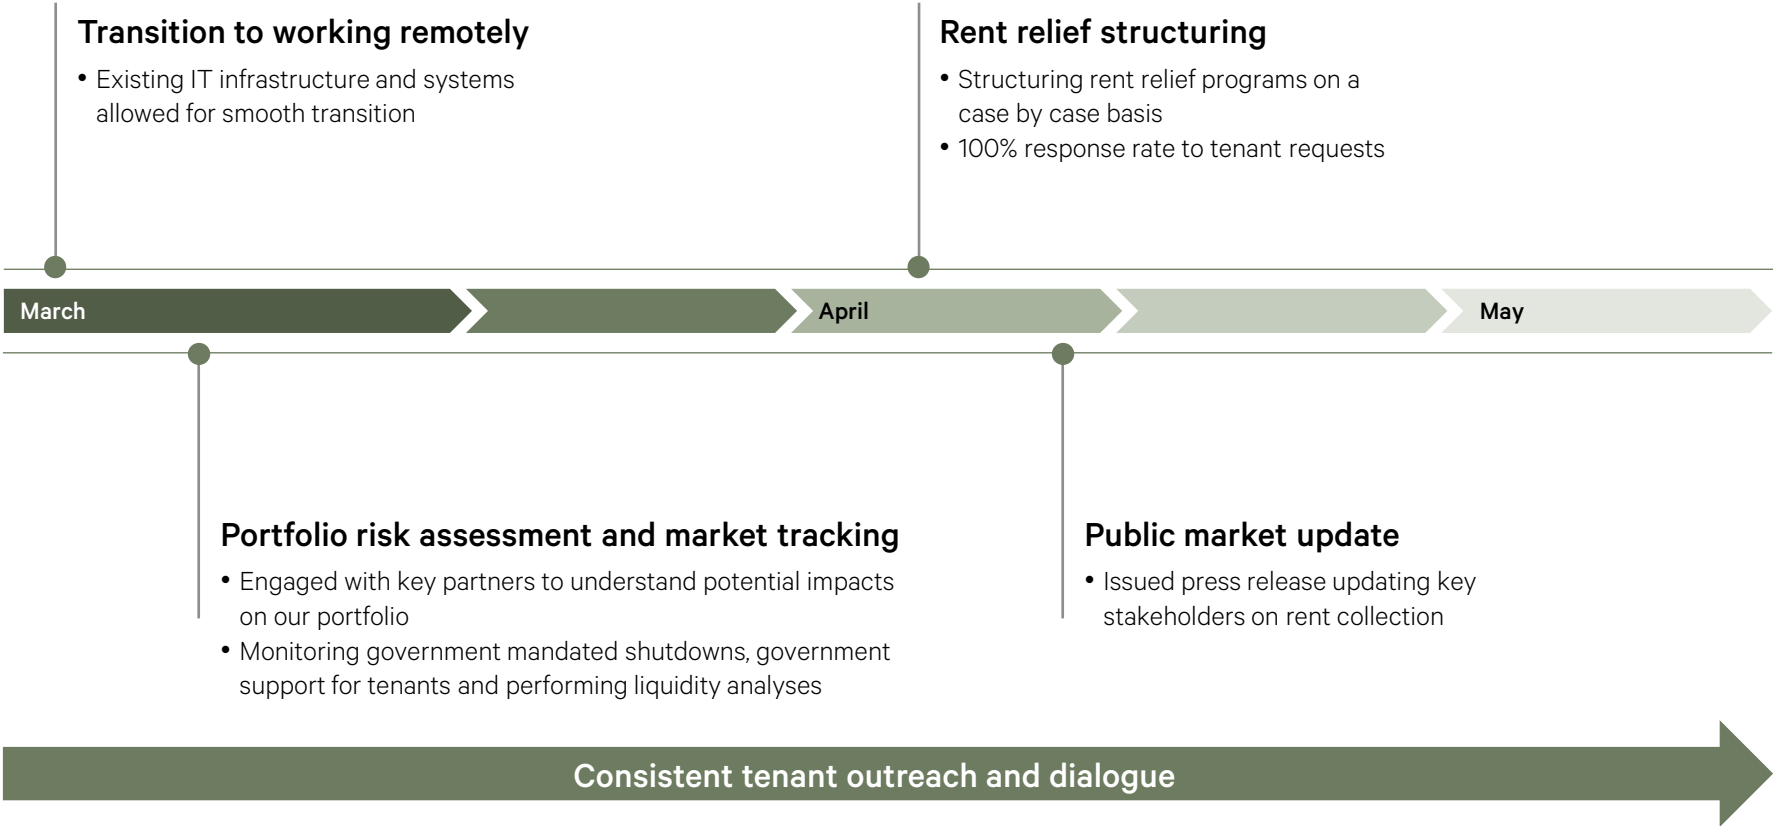 Transition to working remotely
• Existing IT infrastructure and systems
allowed for smooth transition
Rent relief structuring
• Structuring rent relief programs on a
case by case basis
• 100% response rate to tenant requests
March
April
May
Portfolio risk assessment and market tracking
• Engaged with key partners to understand potential impacts
on our portfolio
• Monitoring government mandated shutdowns, government
support for tenants and performing liquidity analyses
Public market update
• Issued press release updating key
stakeholders on rent collection
Consistent tenant outreach and dialogue